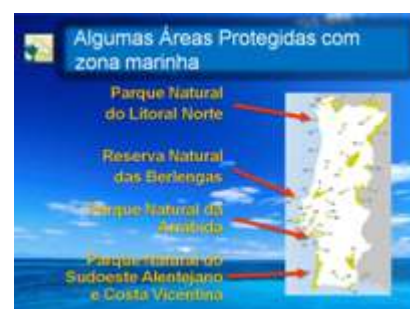 Algumas Áreas Protegidas com
zona marinha
Parque Natural
do Litoral Norte
Reserva Natural
das Berlengas
Parque Natural da
Arrábida
Parque Natural do
Sudoeste Alentejano
e Costa Vicentina